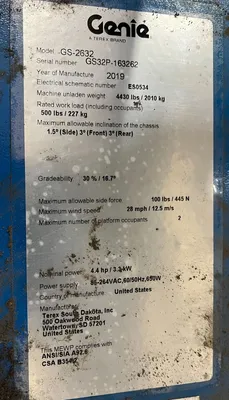 Genie
A TEREX BRAND
Model: GS-2632
Serial number: GS32P-163262
Year of Manufacture: 2019
Electrical schematic number ES0534
Machine unladen weight 4430 lbs / 2010 kg
Rated work load (including occupants)
500 lbs / 227 kg
Maximum allowable inclination of the chassis
1.5° (Side) 3° (Front) 3° (Rear)
Gradeability 30 % / 16.7°
Maximum allowable side force 100 lbs / 445 N
Maximum wind speed 28 mph / 12.5 m/s
Maximum number of platform occupants 2
Nominal power 4.4 hp / 3.3 kW
Power supply 85-264VAC,60/50Hz,650W
Country of manufacture United States
Manufacturer:
Terex South Dakota, Inc
500 Oakwood Road
Watertown/SD 57201
United States
This MEWP complies with
ANSI/SIA A92.6
CSA